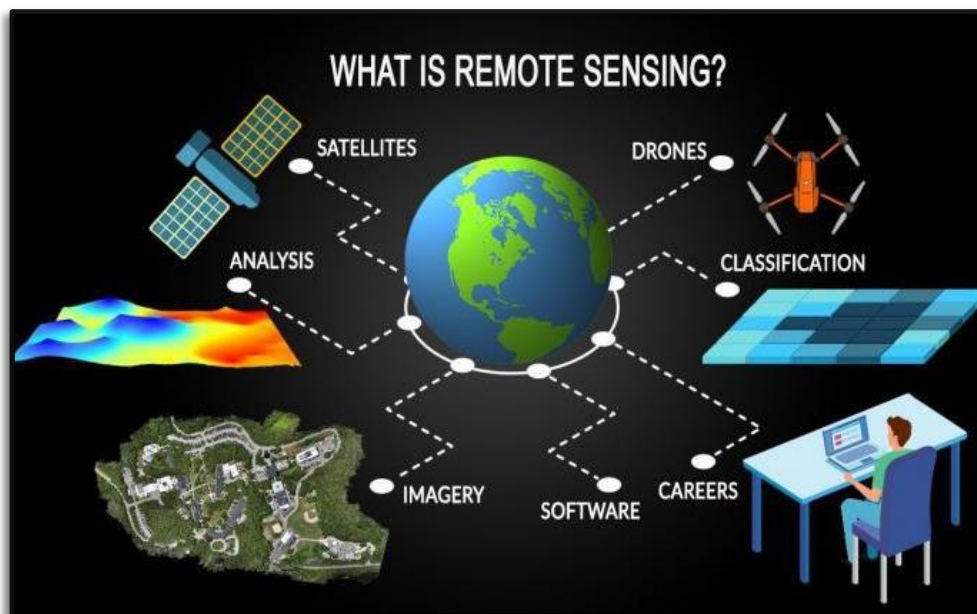 WHAT IS REMOTE SENSING?
SATELLITES
DRONES
ANALYSIS
CLASSIFICATION
IMAGERY
SOFTWARE
CAREERS